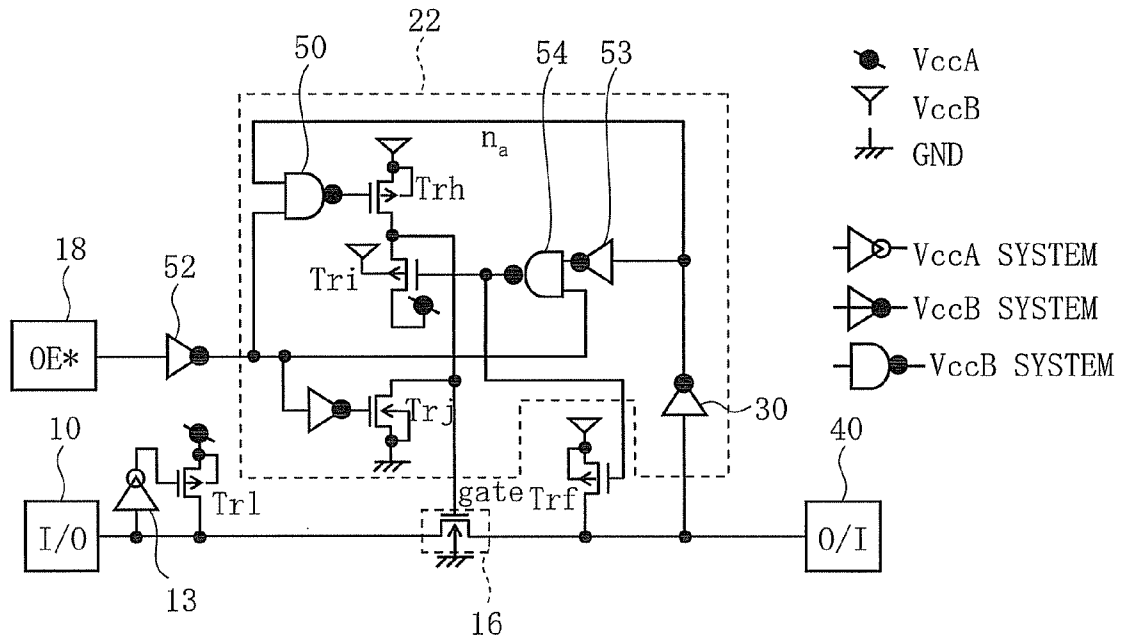 22
50
54
53
VccA
VccB
GND
nₐ
Trh
18
52
Tri
VccA SYSTEM
OE*
VccB SYSTEM
VccB SYSTEM
10
Trj
30
40
I/O
Trl
gate
Trf
O/I
13
16